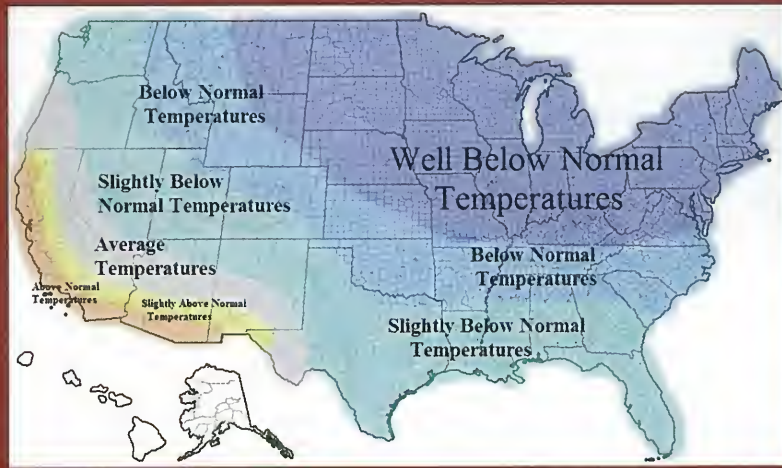 Below Normal
Temperatures
Well Below Normal
Temperatures
Slightly Below
Normal Temperatures
Average
Temperatures
Below Normal
Temperatures
Above Normal
Temperatures
Slightly Above Normal
Temperatures
Slightly Below Normal
Temperatures